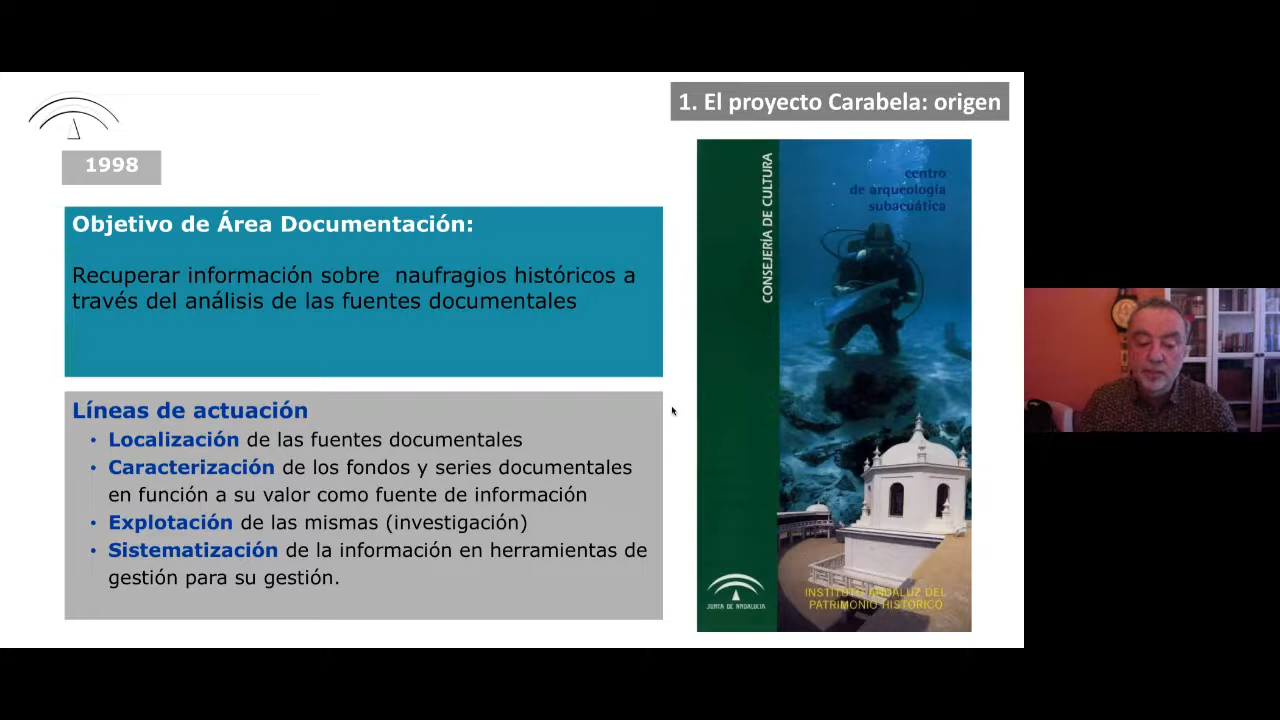 1. El proyecto Carabela: origen
1998
Objetivo de Área Documentación:
Recuperar información sobre naufragios históricos a
través del análisis de las fuentes documentales
Líneas de actuación
• Localización de las fuentes documentales
• Caracterización de los fondos y series documentales
en función a su valor como fuente de información
• Explotación de las mismas (investigación)
• Sistematización de la información en herramientas de
gestión para su gestión.
CONSEJERÍA DE CULTURA
centro
de arqueología
subacuática
JUNTA DE ANDALUCIA
INSTITUTO ANDALUZ DEL
PATRIMONIO HISTÓRICO